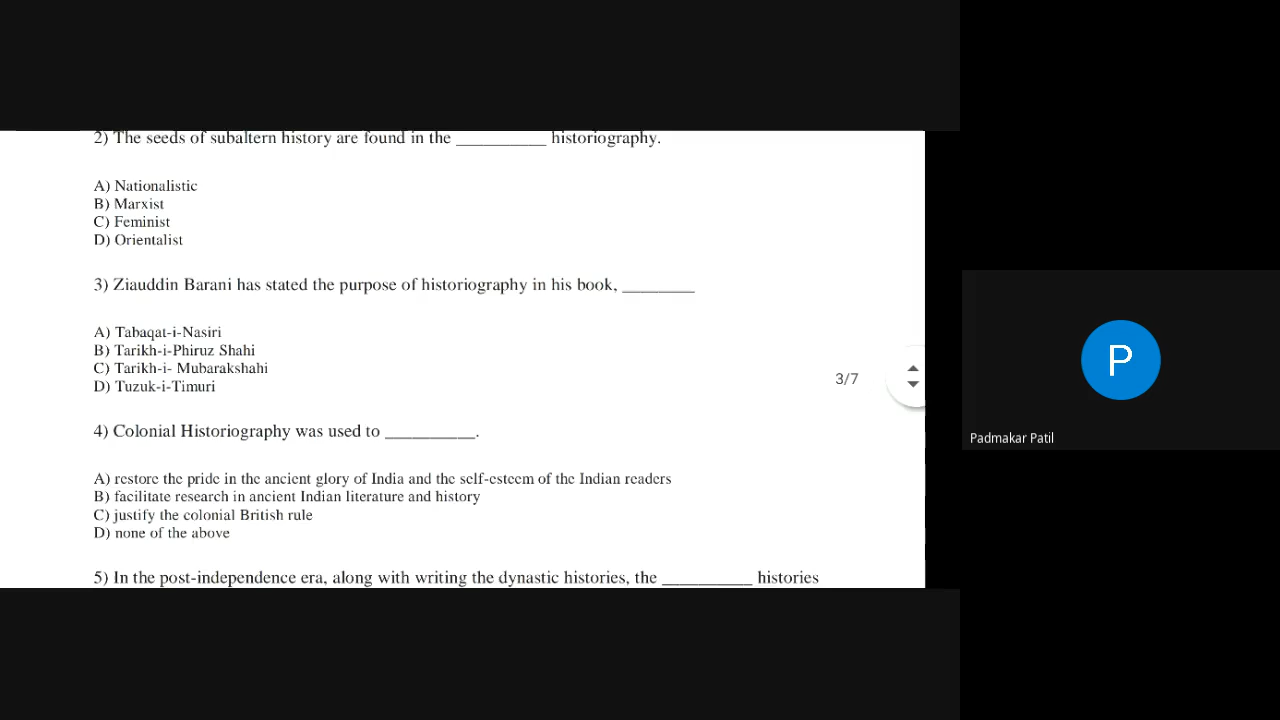 2) The seeds of subaltern history are found in the __________ historiography.
A) Nationalistic
B) Marxist
C) Feminist
D) Orientalist
3) Ziauddin Barani has stated the purpose of historiography in his book, ________
A) Tabaqat-i-Nasiri
B) Tarikh-i-Phiruz Shahi
C) Tarikh-i- Mubarakshahi
D) Tuzuk-i-Timuri
3/7
4) Colonial Historiography was used to __________.
A) restore the pride in the ancient glory of India and the self-esteem of the Indian readers
B) facilitate research in ancient Indian literature and history
C) justify the colonial British rule
D) none of the above
5) In the post-independence era, along with writing the dynastic histories, the __________ histories
P
Padmakar Patil